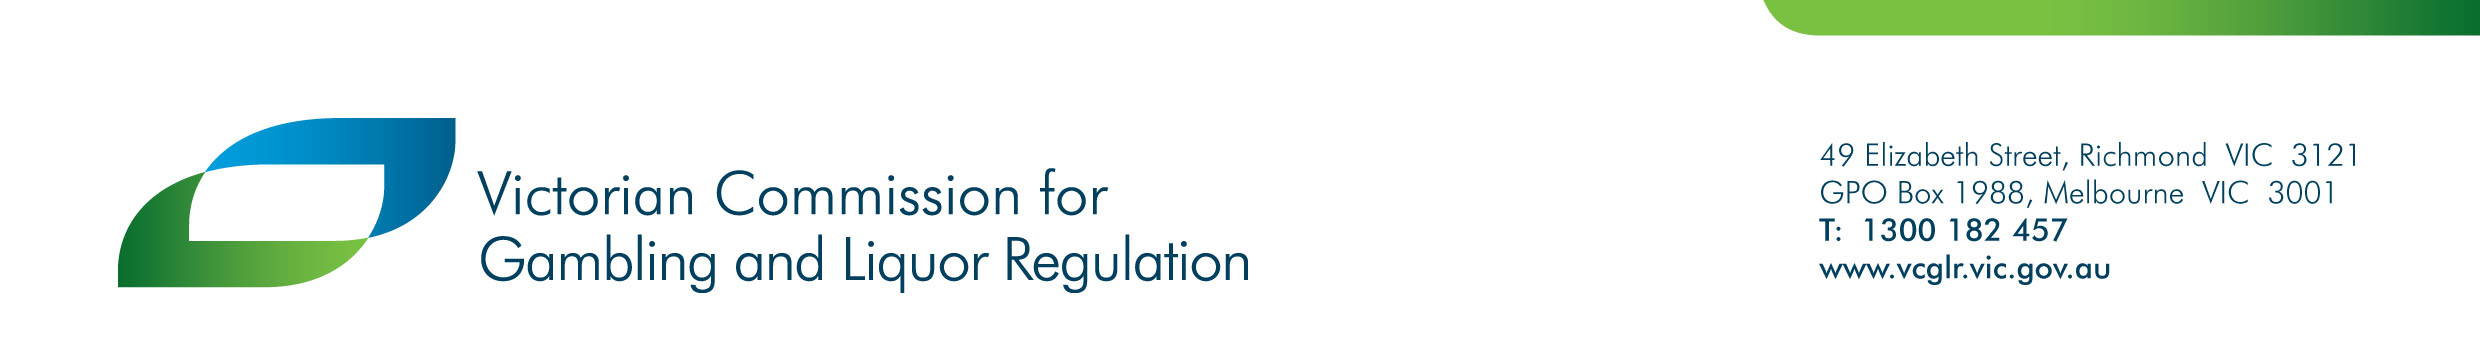 Victorian Commission for
Gambling and Liquor Regulation
49 Elizabeth Street, Richmond  VIC  3121
GPO Box 1988, Melbourne  VIC  3001
T:  1300 182 457
www.vcglr.vic.gov.au